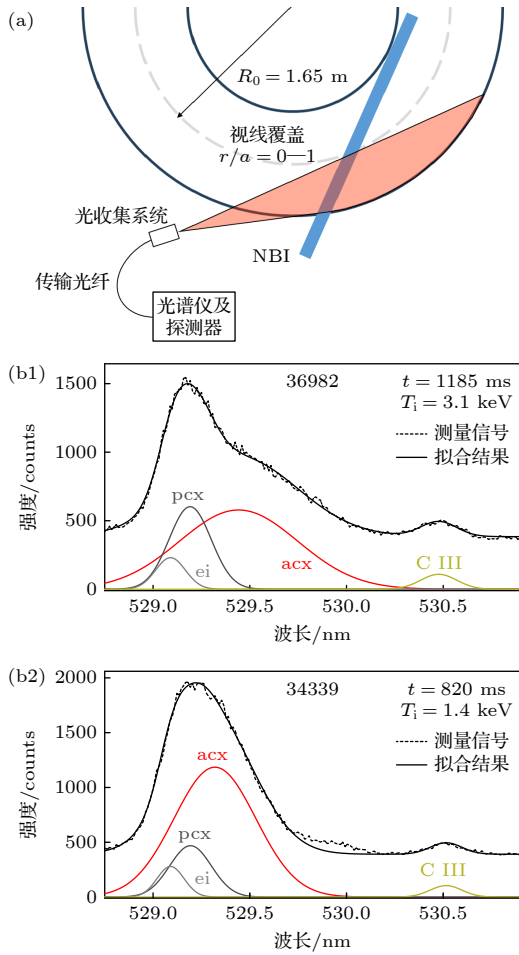 (a)
R₀ = 1.65 m
视线覆盖
r/a = 0—1
光收集系统
NBI
传输光纤
光谱仪及
探测器
(b1)
36982
t = 1185 ms
Tᵢ = 3.1 keV
测量信号
拟合结果
1500
1000
500
0
强度/counts
pcx
ei
acx
C III
529.0
529.5
530.0
530.5
波长/nm
(b2)
34339
t = 820 ms
Tᵢ = 1.4 keV
测量信号
拟合结果
2000
1500
1000
500
0
强度/counts
acx
pcx
ei
C III
529.0
529.5
530.0
530.5
波长/nm